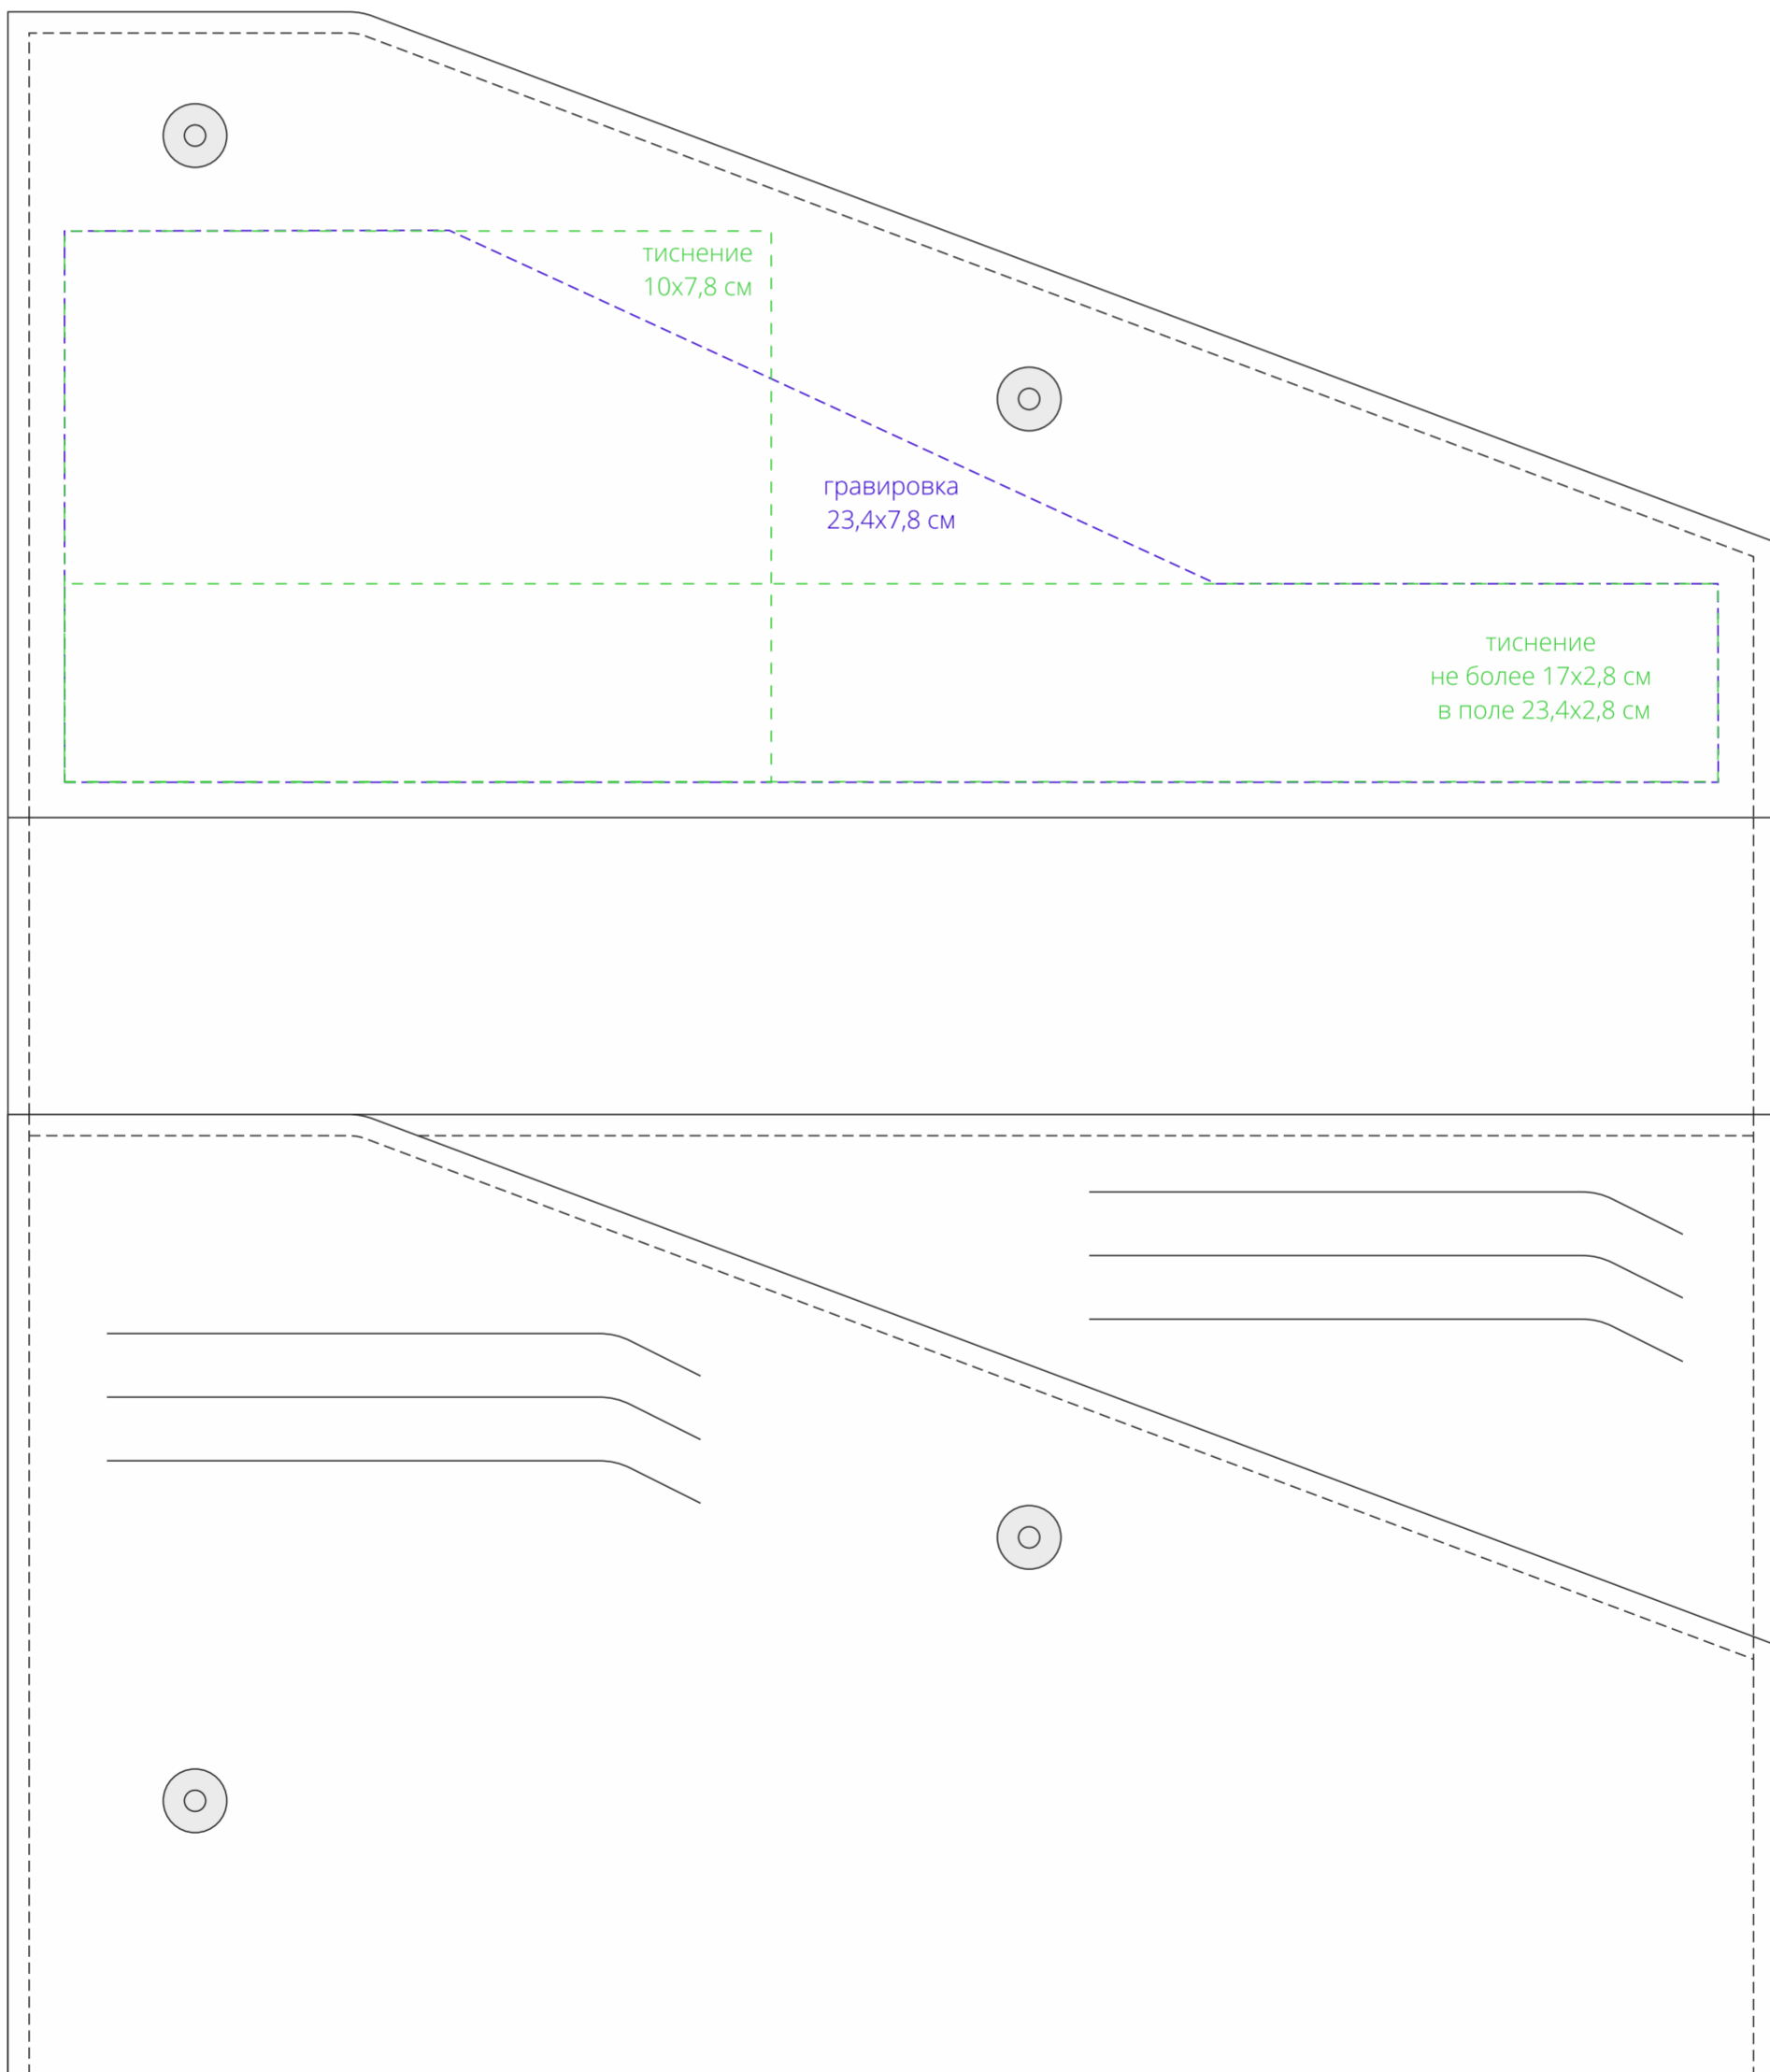 тиснение
10х7,8 см
гравировка
23,4х7,8 см
тиснение
не более 17х2,8 см
в поле 23,4х2,8 см